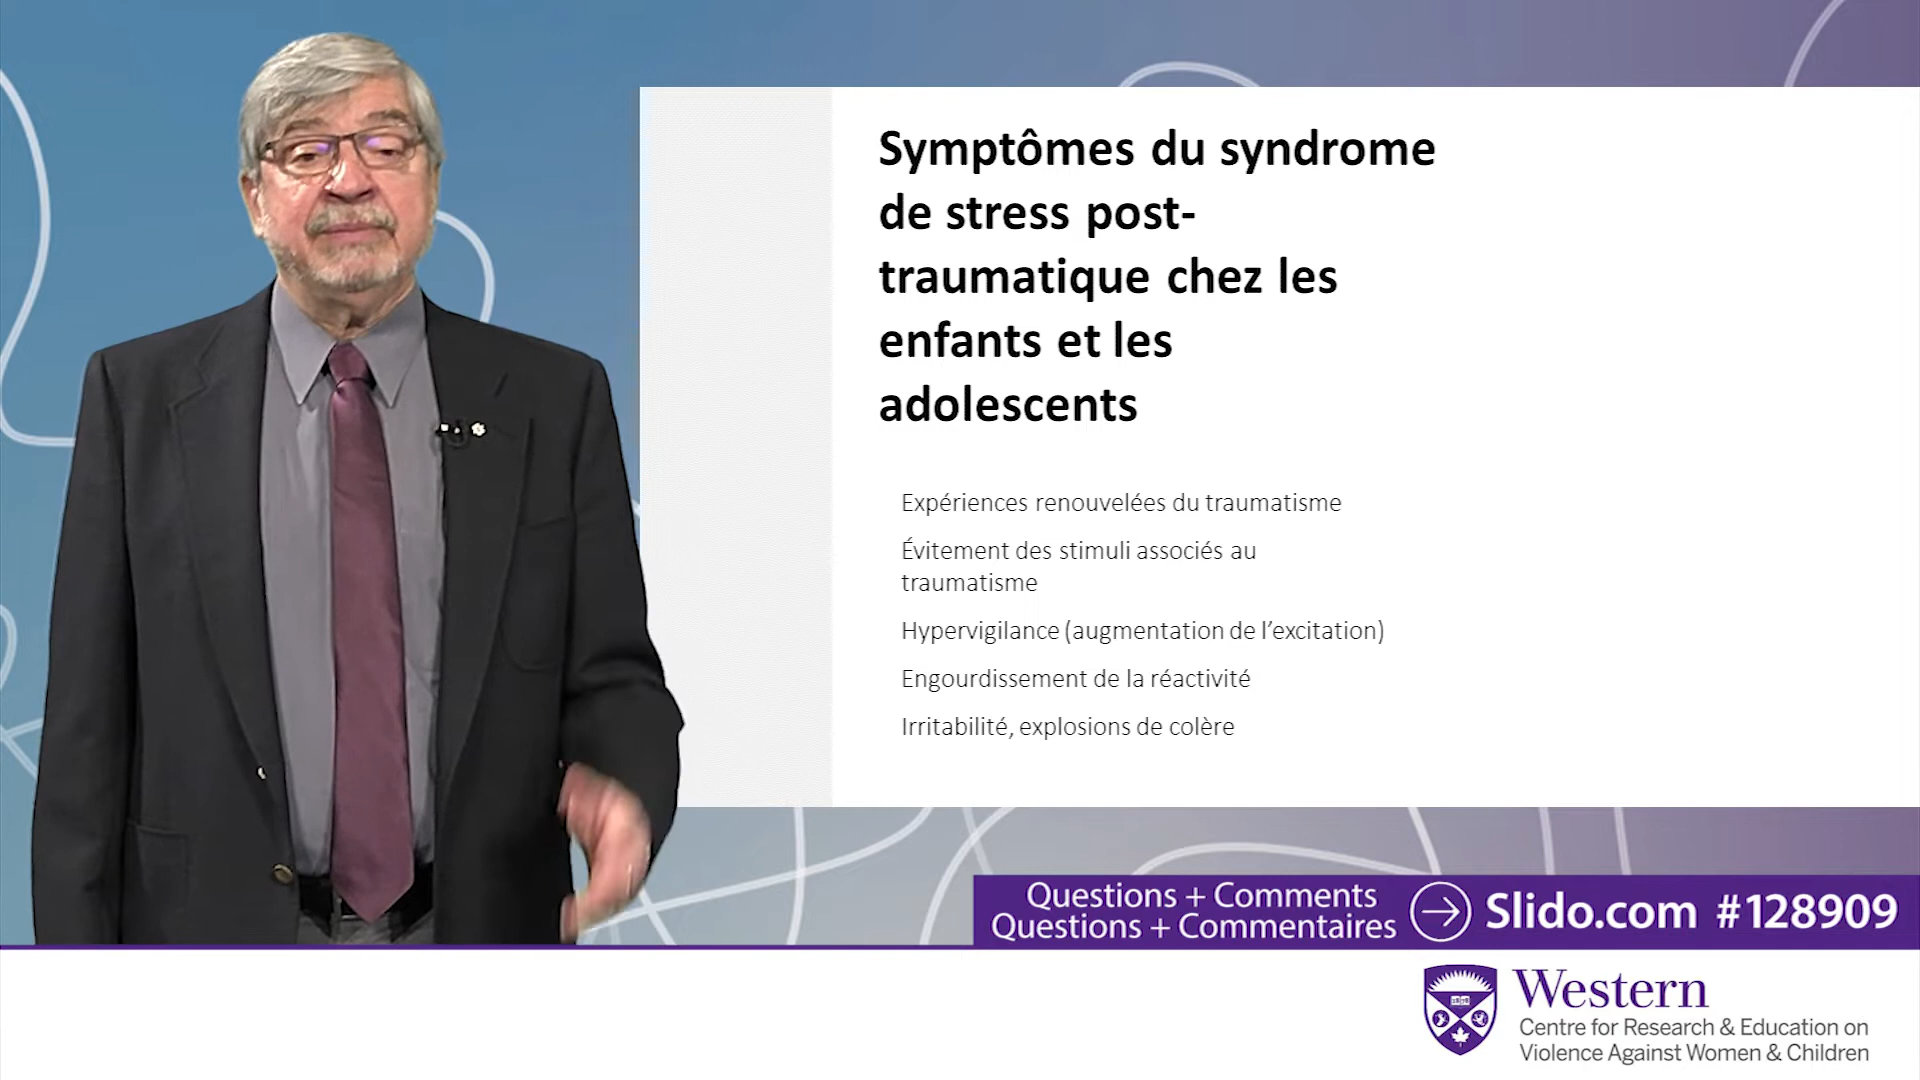 Symptômes du syndrome
de stress post-
traumatique chez les
enfants et les
adolescents
Expériences renouvelées du traumatisme
Évitement des stimuli associés au
traumatisme
Hypervigilance (augmentation de l’excitation)
Engourdissement de la réactivité
Irritabilité, explosions de colère
Questions + Comments
Questions + Commentaires
Slido.com #128909
Western
Centre for Research & Education on
Violence Against Women & Children